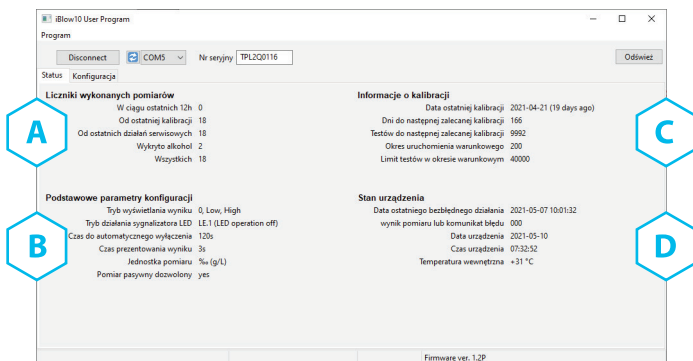 iBlow10 User Program
Program
Disconnect COM5 Nr seryjny TPL2Q0116 Odśwież
Status Konfiguracja
Liczniki wykonanych pomiarów
W ciągu ostatnich 12h 0
Od ostatniej kalibracji 18
Od ostatnich działań serwisowych 18
Wykryto alkohol 2
Wszystkich 18
A
Informacje o kalibracji
Data ostatniej kalibracji 2021-04-21 (19 days ago)
Dni do następnej zalecanej kalibracji 166
Testów do następnej zalecanej kalibracji 9992
Okres uruchomienia warunkowego 200
Limit testów w okresie warunkowym 40000
C
Podstawowe parametry konfiguracji
Tryb wyświetlania wyniku 0, Low, High
Tryb działania sygnalizatora LED LE.1 (LED operation off)
Czas do automatycznego wyłączenia 120s
Czas prezentowania wyniku 3s
Jednostka pomiaru ‰ (g/L)
Pomiar pasywny dozwolony yes
B
Stan urządzenia
Data ostatniego bezbłędnego działania 2021-05-07 10:01:32
wynik pomiaru lub komunikat błędu 000
Data urządzenia 2021-05-10
Czas urządzenia 07:32:52
Temperatura wewnętrzna +31 °C
D
Firmware ver. 1.2P